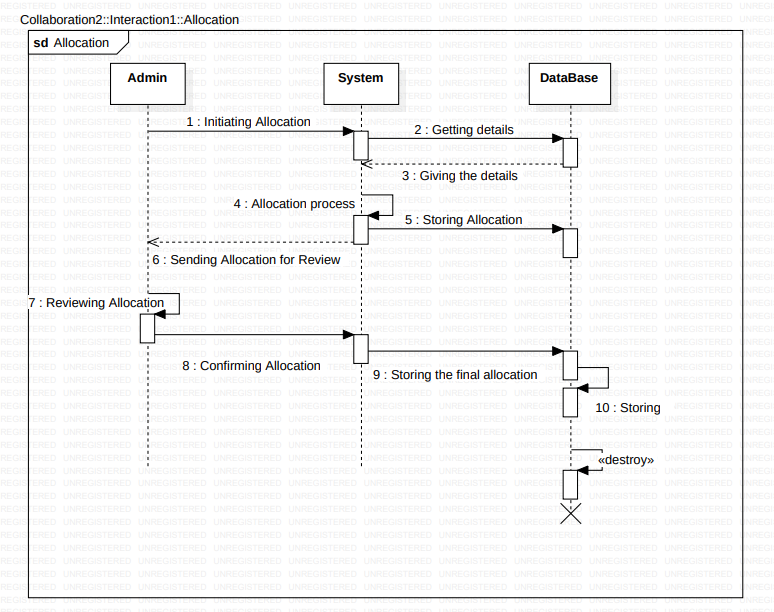 Collaboration2::Interaction1::Allocation
sd Allocation
Admin
System
DataBase
1 : Initiating Allocation
2 : Getting details
3 : Giving the details
4 : Allocation process
5 : Storing Allocation
6 : Sending Allocation for Review
7 : Reviewing Allocation
8 : Confirming Allocation
9 : Storing the final allocation
10 : Storing
«destroy»